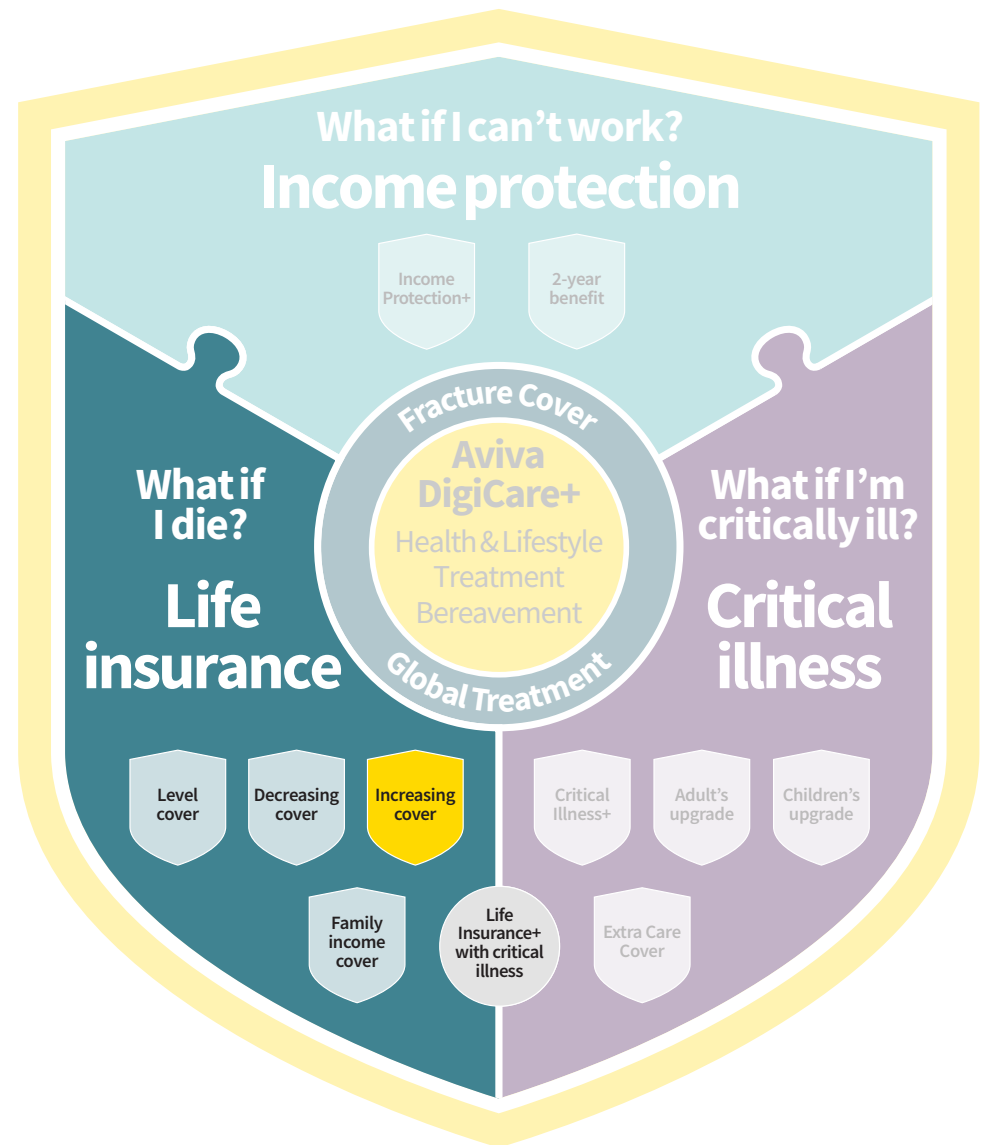 What if I can’t work?
Income protection
Income
Protection+
2-year
benefit
Fracture Cover
Aviva
DigiCare+
Health & Lifestyle
Treatment
Bereavement
Global Treatment
What if
I die?
Life
insurance
What if I’m
critically ill?
Critical
illness
Level
cover
Decreasing
cover
Increasing
cover
Family
income
cover
Life
Insurance+
with critical
illness
Critical
Illness+
Adult’s
upgrade
Children’s
upgrade
Extra Care
Cover